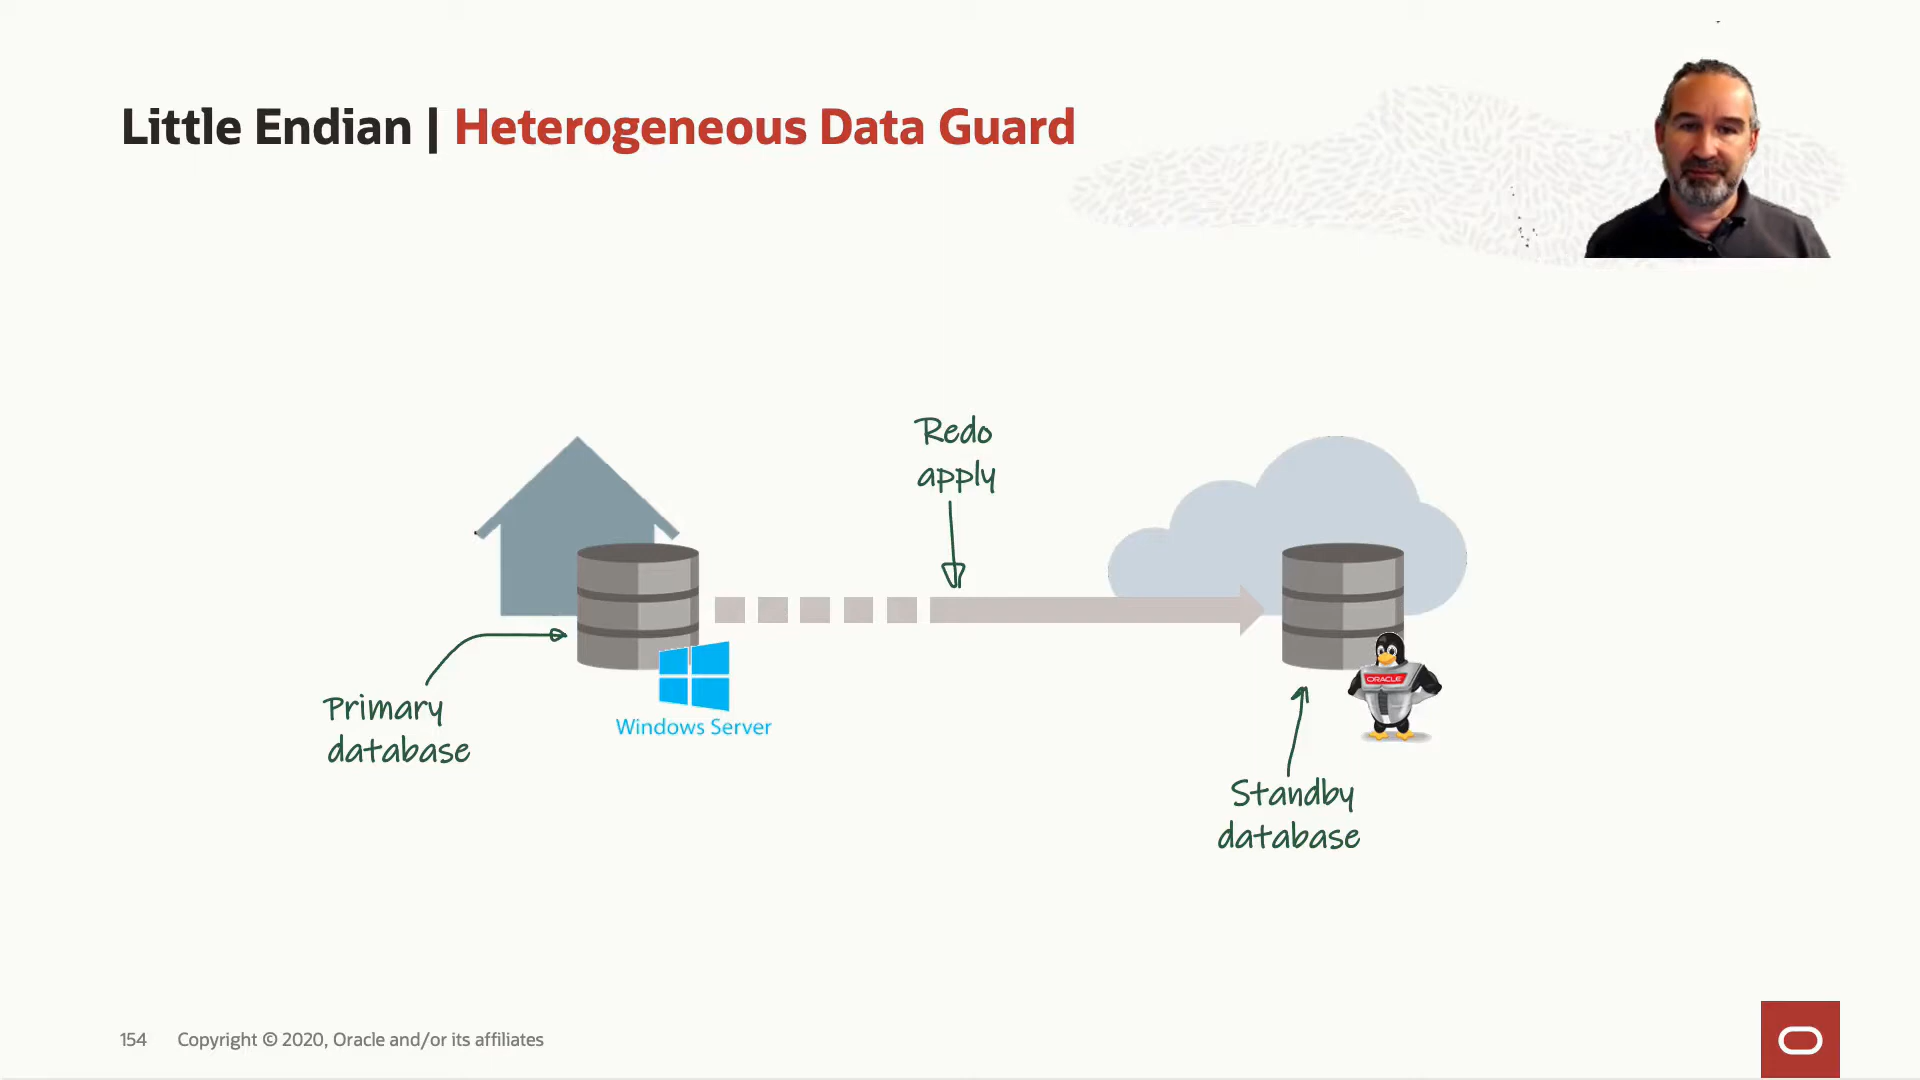 Little Endian | Heterogeneous Data Guard
Redo
apply
Primary
database
Windows Server
ORACLE
Standby
database
154 Copyright © 2020, Oracle and/or its affiliates